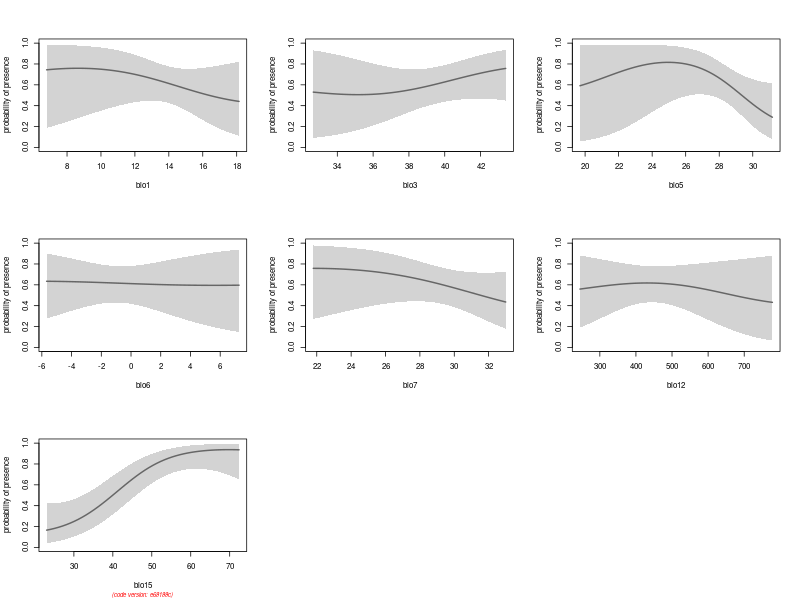 probability of presence
0.0 0.2 0.4 0.6 0.8 1.0
8 10 12 14 16 18
bio1
probability of presence
0.0 0.2 0.4 0.6 0.8 1.0
34 36 38 40 42
bio3
probability of presence
0.0 0.2 0.4 0.6 0.8 1.0
20 22 24 26 28 30
bio5
probability of presence
0.0 0.2 0.4 0.6 0.8 1.0
-6 -4 -2 0 2 4 6
bio6
probability of presence
0.0 0.2 0.4 0.6 0.8 1.0
22 24 26 28 30 32
bio7
probability of presence
0.0 0.2 0.4 0.6 0.8 1.0
300 400 500 600 700
bio12
probability of presence
0.0 0.2 0.4 0.6 0.8 1.0
30 40 50 60 70
bio15
(code version: